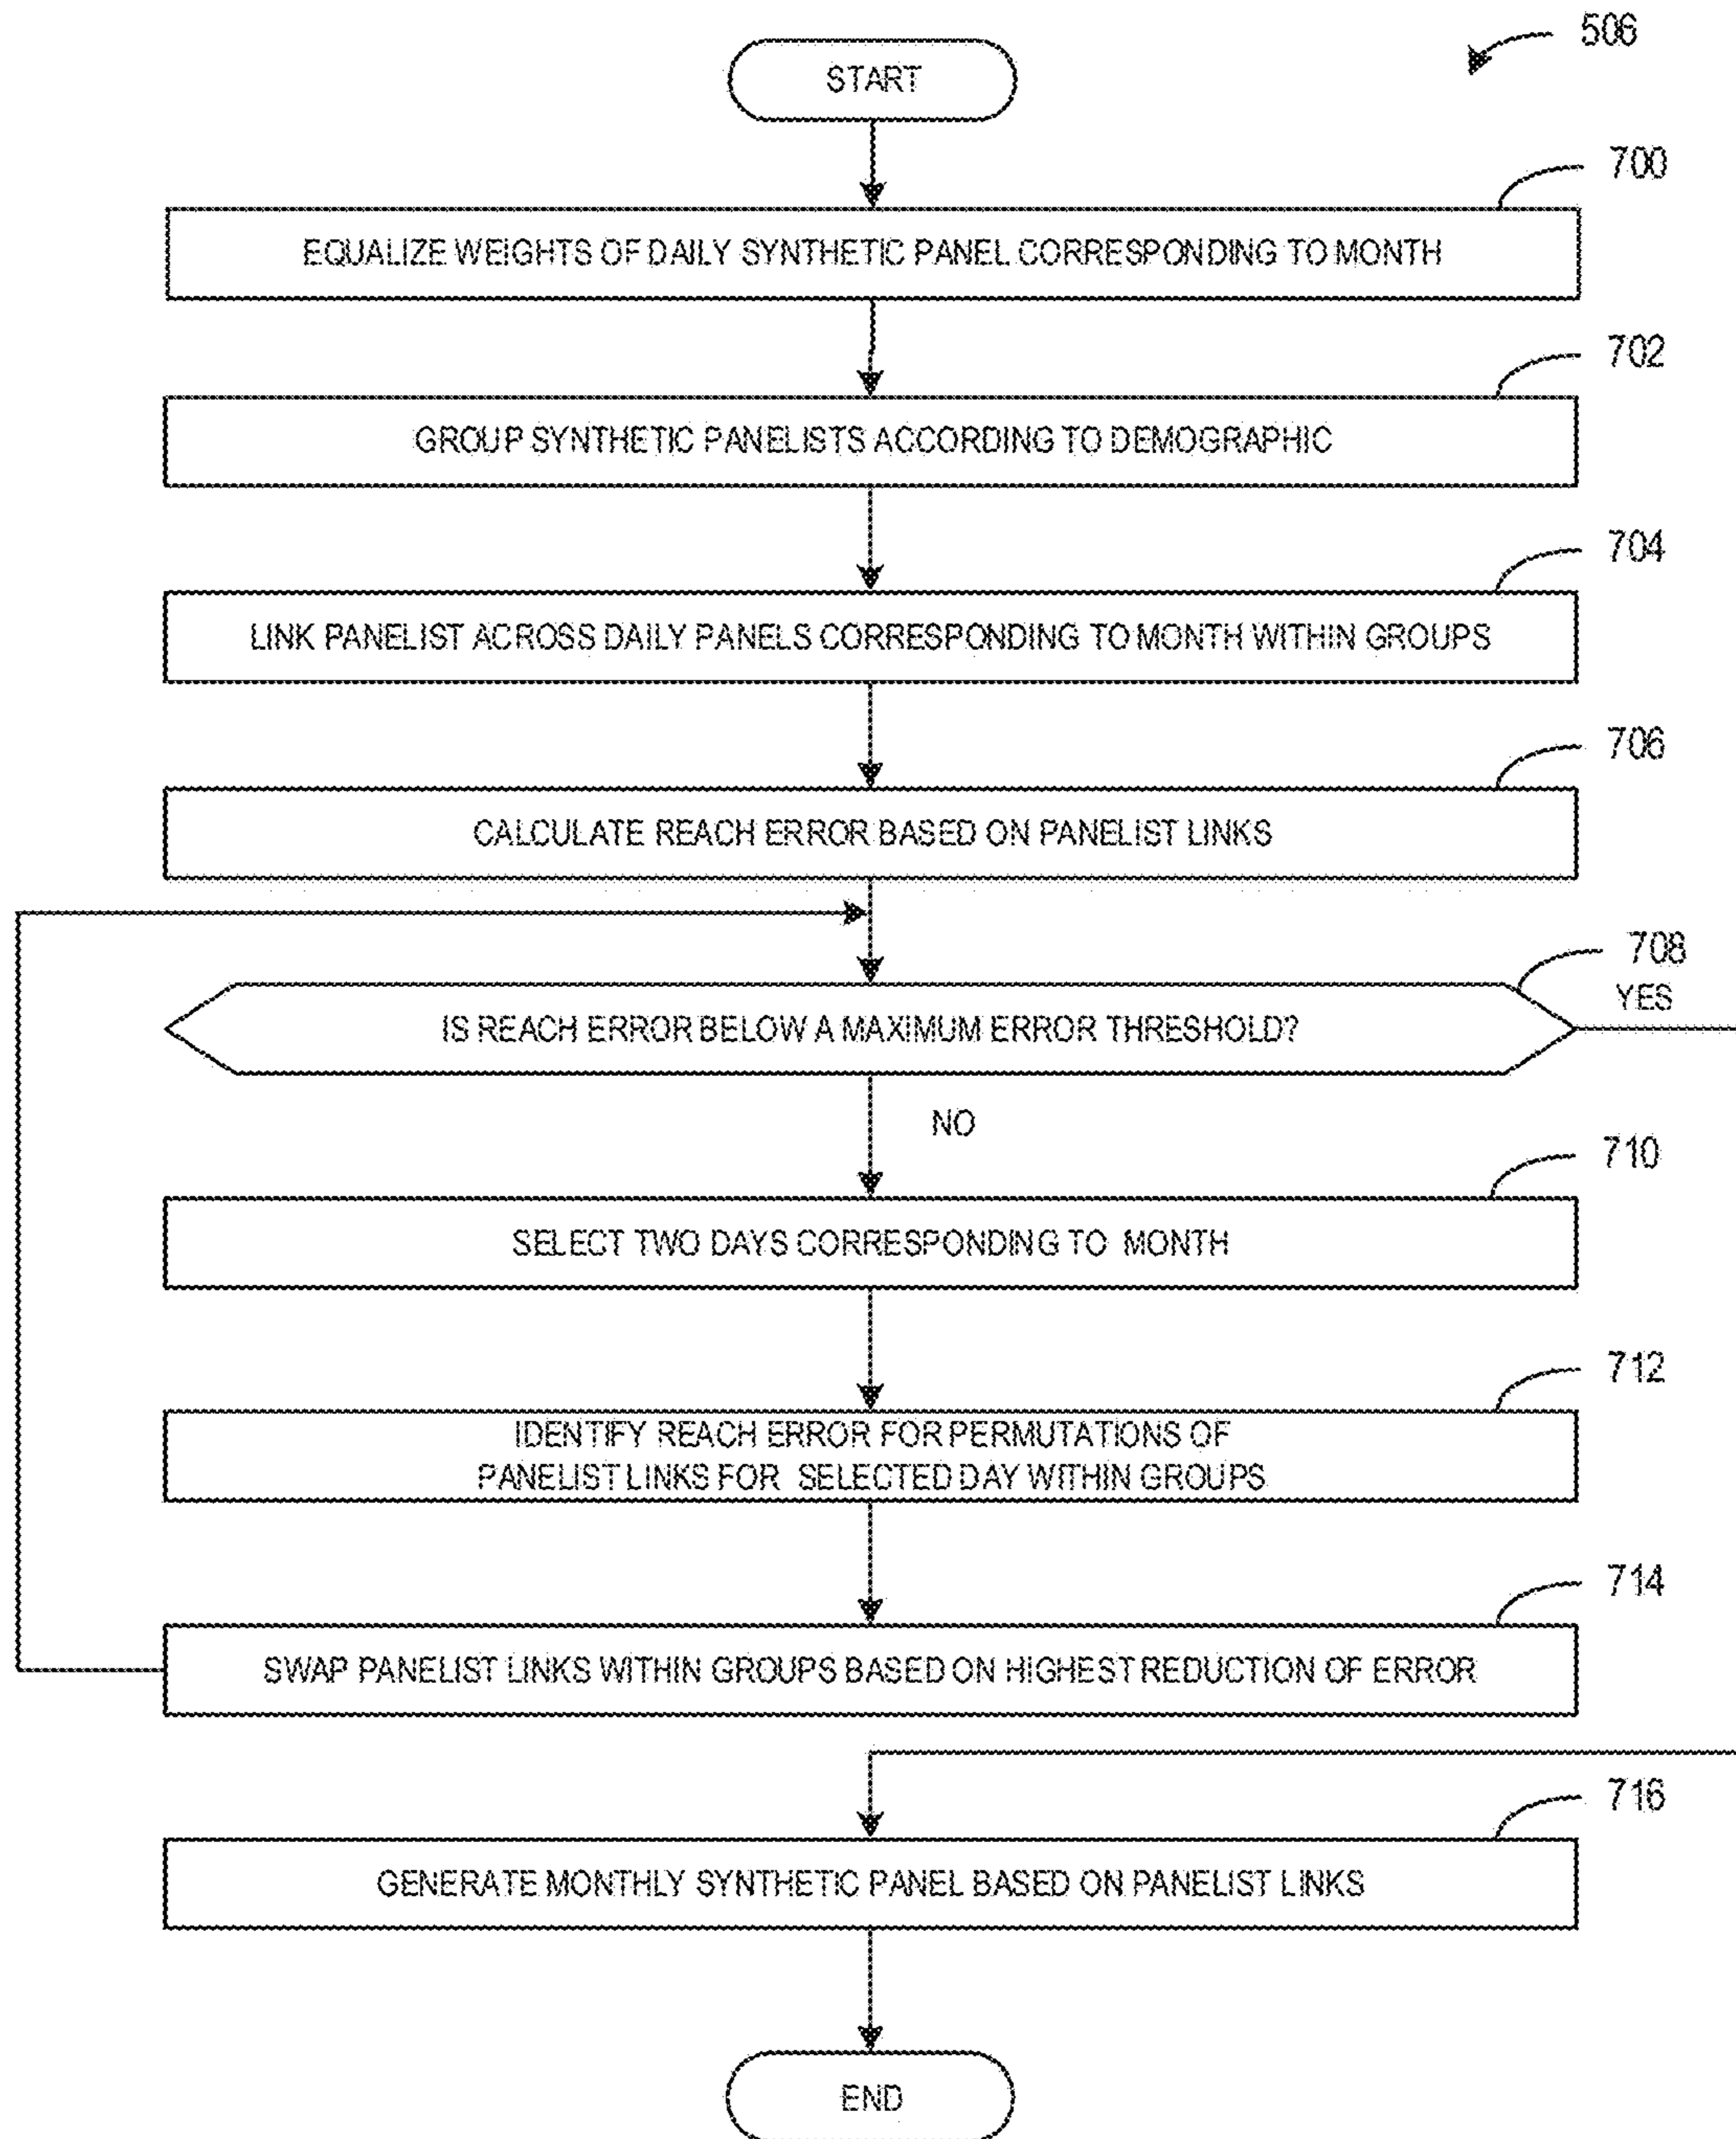 506
START
700
EQUALIZE WEIGHTS OF DAILY SYNTHETIC PANEL CORRESPONDING TO MONTH
702
GROUP SYNTHETIC PANELISTS ACCORDING TO DEMOGRAPHIC
704
LINK PANELIST ACROSS DAILY PANELS CORRESPONDING TO MONTH WITHIN GROUPS
706
CALCULATE REACH ERROR BASED ON PANELIST LINKS
708
YES
IS REACH ERROR BELOW A MAXIMUM ERROR THRESHOLD?
NO
710
SELECT TWO DAYS CORRESPONDING TO MONTH
712
IDENTIFY REACH ERROR FOR PERMUTATIONS OF
PANELIST LINKS FOR SELECTED DAY WITHIN GROUPS
714
SWAP PANELIST LINKS WITHIN GROUPS BASED ON HIGHEST REDUCTION OF ERROR
716
GENERATE MONTHLY SYNTHETIC PANEL BASED ON PANELIST LINKS
END